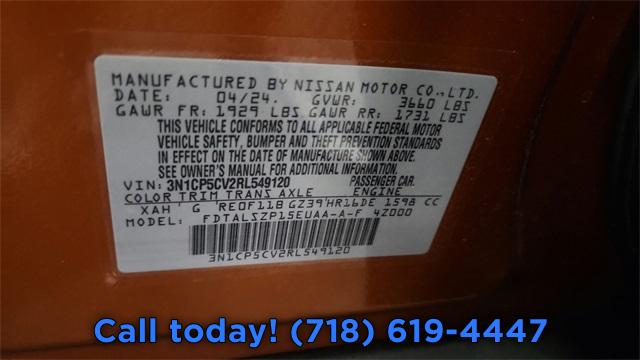 MANUFACTURED BY NISSAN MOTOR CO.,LTD.
DATE: 04/24. GVWR: 3660 LBS
GAWR FR: 1929 LBS GAWR RR: 1731 LBS
THIS VEHICLE CONFORMS TO ALL APPLICABLE FEDERAL MOTOR
VEHICLE SAFETY, BUMPER AND THEFT PREVENTION STANDARDS
IN EFFECT ON THE DATE OF MANUFACTURE SHOWN ABOVE.
SEE OWNER'S MANUAL FOR ADDITIONAL INFORMATION
VIN: 3N1CP5CV2RL549120 PASSENGER CAR
COLOR TRIM TRANS AXLE ENGINE
XAH G RE0F11B GZ39 HR16DE 1598 CC
MODEL: FDTALSZP15EUAA-A-F 4Z000
3N1CP5CV2RL549120
Call today! (718) 619-4447